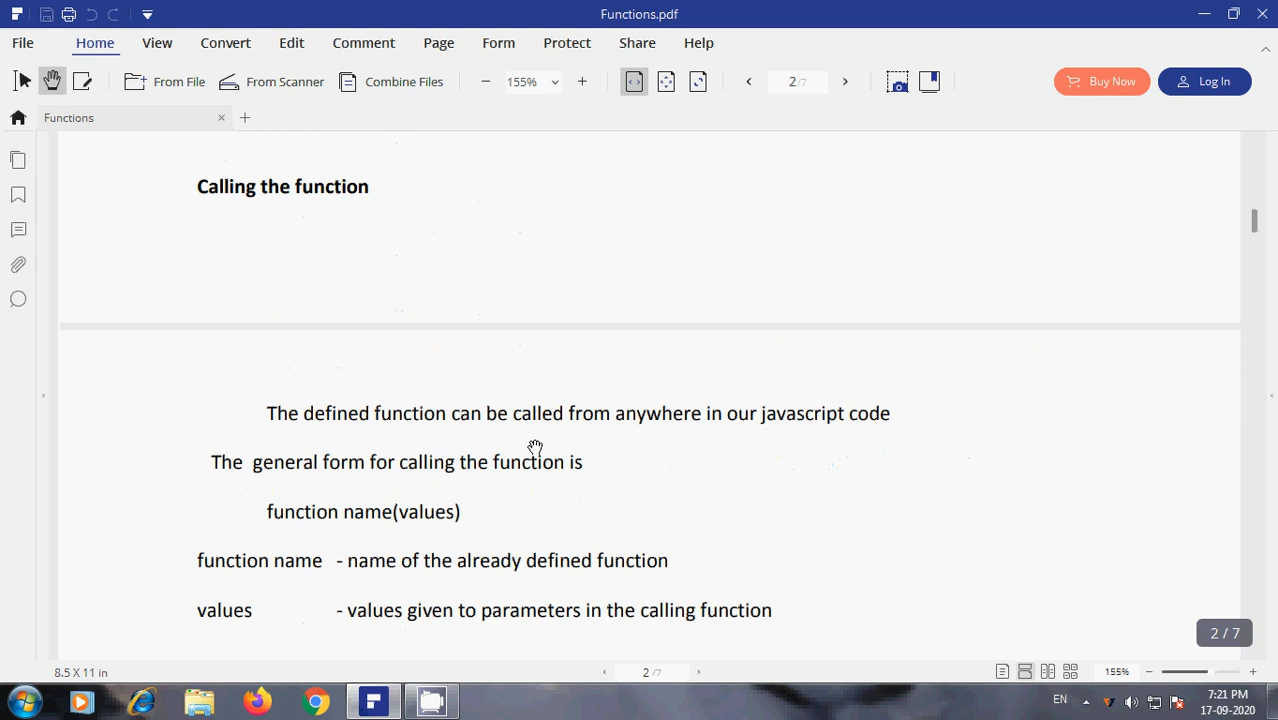 Functions.pdf
File Home View Convert Edit Comment Page Form Protect Share Help
From File From Scanner Combine Files 155% 2/7 Buy Now Log In
Functions
Calling the function
The defined function can be called from anywhere in our javascript code
The general form for calling the function is
function name(values)
function name - name of the already defined function
values - values given to parameters in the calling function
2 / 7
8.5 X 11 in 2/7 155%
EN 7:21 PM
17-09-2020